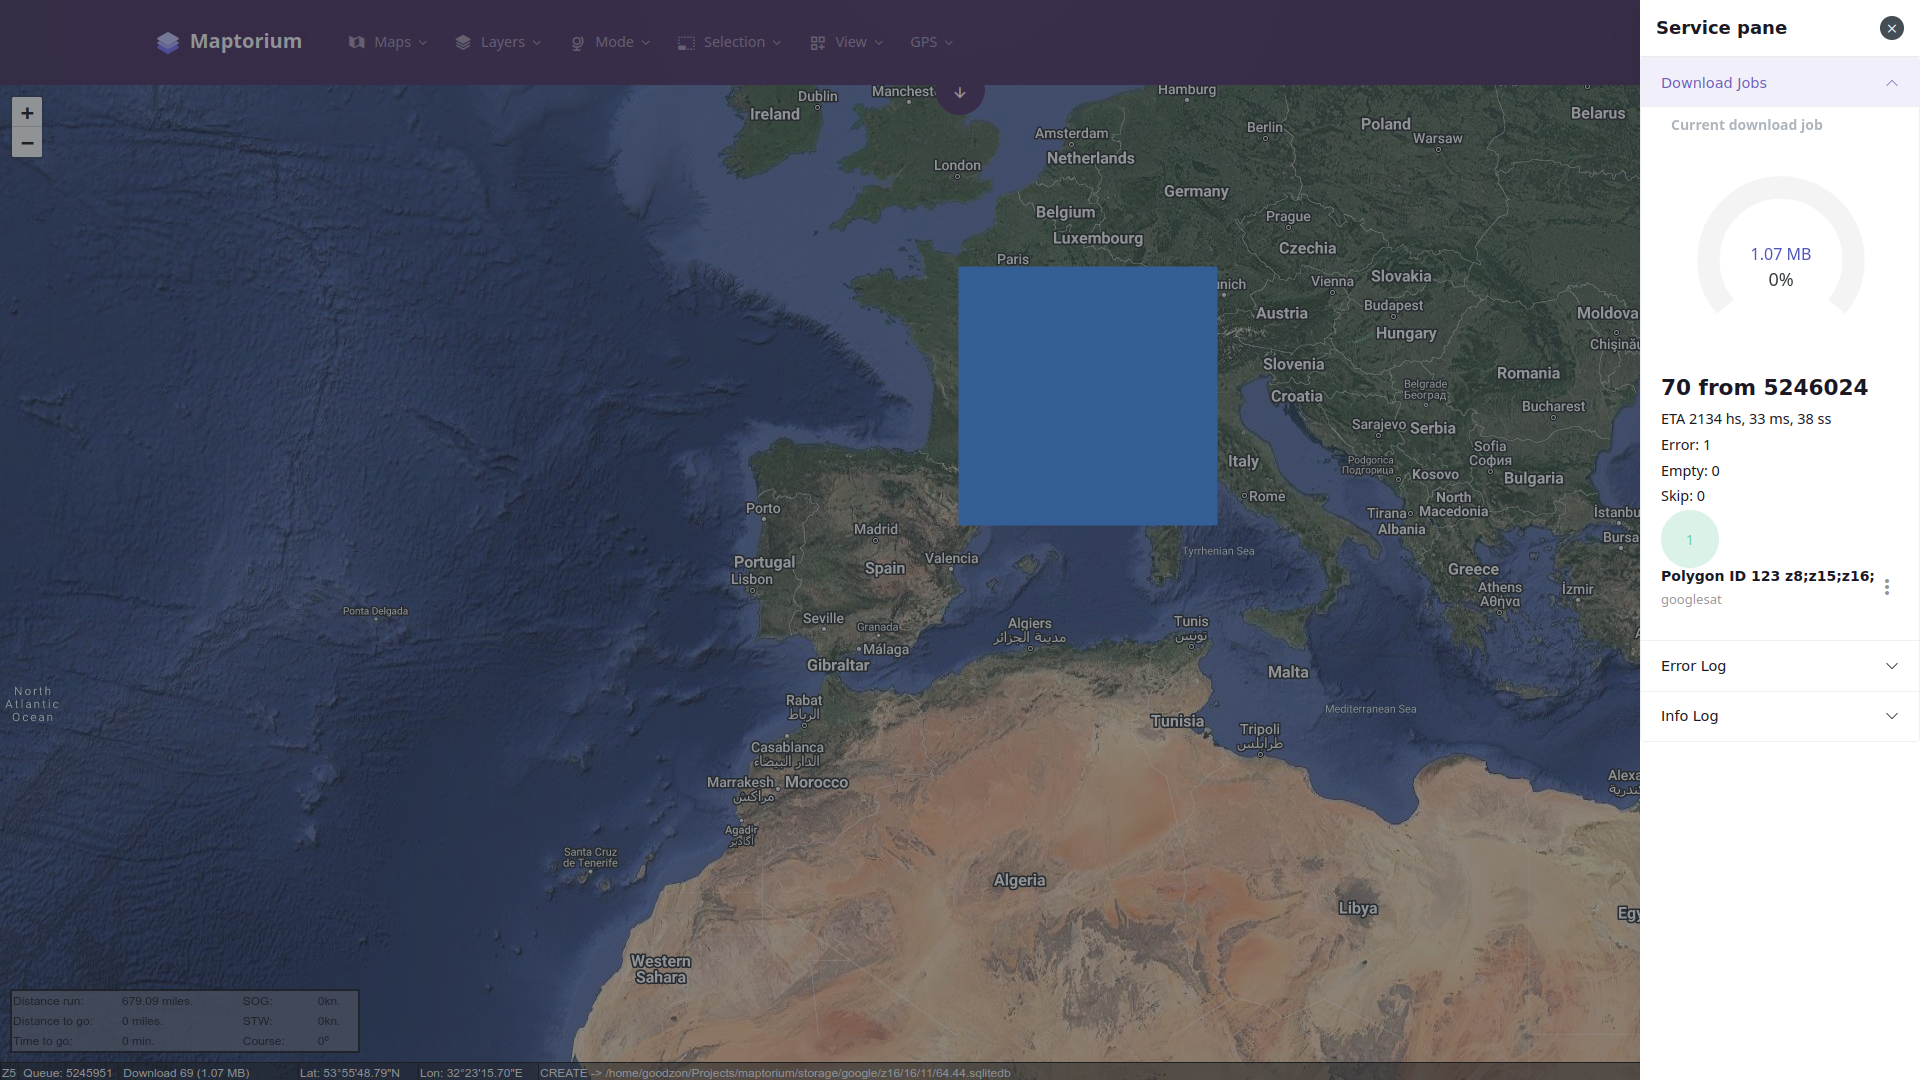 Maptorium
Maps
Layers
Mode
Selection
View
GPS
Service pane
Download Jobs
Current download job
1.07 MB
0%
70 from 5246024
ETA 2134 hs, 33 ms, 38 ss
Error: 1
Empty: 0
Skip: 0
1
Polygon ID 123 z8;z15;z16;
googlesat
Error Log
Info Log
+
−
Dublin
Manchest
Hamburg
Ireland
Belarus
Amsterdam
Berlin
Poland
Warsaw
Netherlands
London
Germany
Belgium
Prague
Luxembourg
Czechia
Paris
Slovakia
Vienna
unich
Budapest
Austria
Moldova
Hungary
Chișinău
Slovenia
Romania
Belgrade
Београд
Croatia
Bucharest
Sarajevo
Serbia
Sofia
София
Italy
Podgorica
Подгорица
Kosovo
Bulgaria
Rome
North
Macedonia
Tirana
Albania
İstanbu
Bursa
Porto
Madrid
Valencia
Tyrrhenian Sea
Portugal
Spain
Lisbon
Greece
Athens
Αθήνα
İzmir
Ponta Delgada
Seville
Granada
Málaga
Algiers
مدينة الجزائر
Tunis
تونس
Gibraltar
Malta
North
Atlantic
Ocean
Rabat
الرباط
Mediterranean Sea
Tunisia
Tripoli
طرابلس
Casablanca
الدار البيضاء
Marrakesh
مراكش
Morocco
Alexa
Agadir
أكادير
Santa Cruz
de Tenerife
Algeria
Libya
Egy
Western
Sahara
Distance run: 679.09 miles. SOG: 0kn.
Distance to go: 0 miles. STW: 0kn.
Time to go: 0 min. Course: 0º
Z5 Queue: 5245951 Download 69 (1.07 MB) Lat: 53°55'48.79"N Lon: 32°23'15.70"E CREATE -> /home/goodzon/Projects/maptorium/storage/google/z16/16/11/64.44.sqlitedb